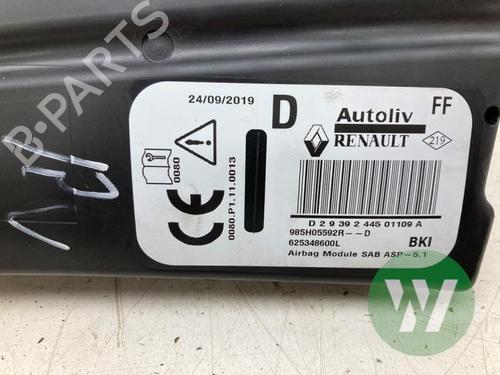 24/09/2019
D
Autoliv
FF
RENAULT
219
0080
0080.P1.11.0013
CE
D 2 9 39 2 445 01109 A
985H05592R--D
625348600L
BKI
Airbag Module SAB ASP-5.1
W